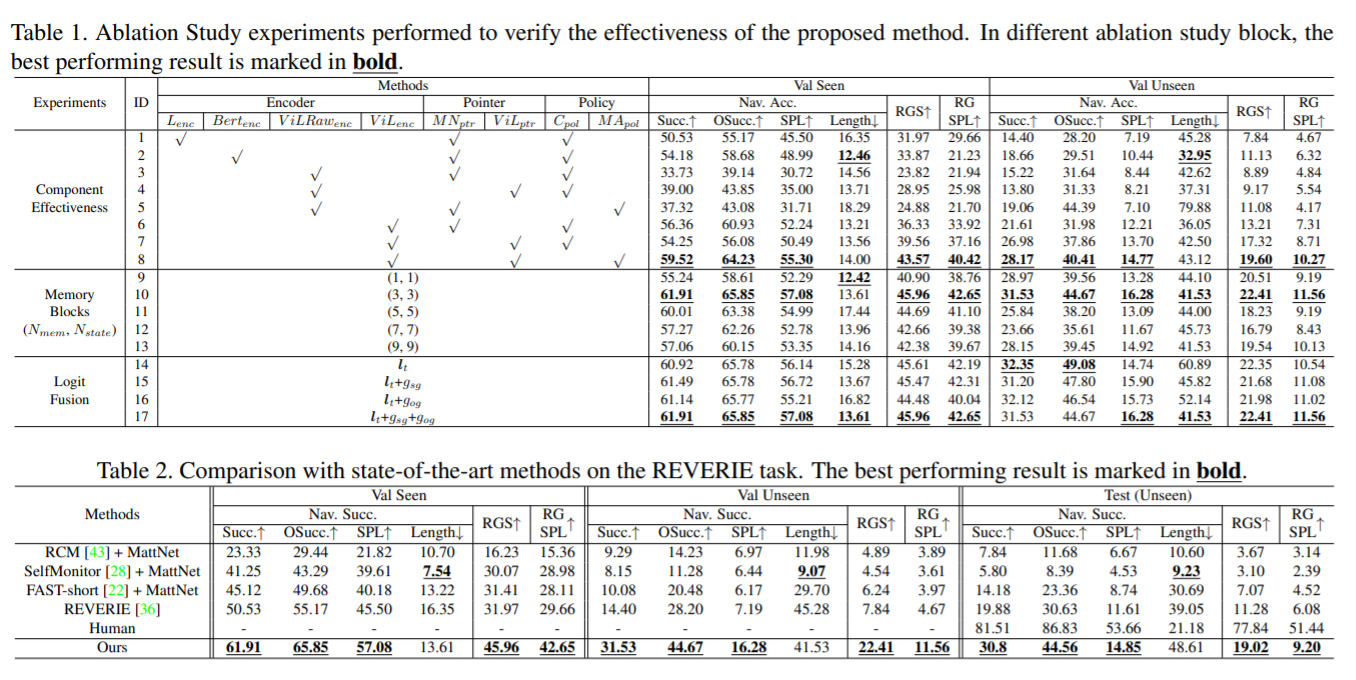 Table 1. Ablation Study experiments performed to verify the effectiveness of the proposed method. In different ablation study block, the
best performing result is marked in bold.
Experiments ID Methods Val Seen Val Unseen
Encoder Pointer Policy Nav. Acc. RGS↑ RG SPL↑ Nav. Acc. RGS↑ RG SPL↑
L_enc Bert_enc ViLRaw_enc ViL_enc MN_ptr ViL_ptr C_pol MA_pol Succ.↑ OSucc.↑ SPL↑ Length↓ Succ.↑ OSucc.↑ SPL↑ Length↓
Component Effectiveness
1 ✓ ✓ ✓ 50.53 55.17 45.50 16.35 31.97 29.66 14.40 28.20 7.19 45.28 7.84 4.67
2 ✓ ✓ ✓ 54.18 58.68 48.99 12.46 33.87 21.23 18.66 29.51 10.44 32.95 11.13 6.32
3 ✓ ✓ ✓ 33.73 39.14 30.72 14.56 23.82 21.94 15.22 31.64 8.44 42.62 8.89 4.84
4 ✓ ✓ ✓ 39.00 43.85 35.00 13.71 28.95 25.98 13.80 31.33 8.21 37.31 9.17 5.54
5 ✓ ✓ ✓ 37.32 43.08 31.71 18.29 24.88 21.70 19.06 44.39 7.10 79.88 11.08 4.17
6 ✓ ✓ ✓ 56.36 60.93 52.24 13.21 36.33 33.92 21.61 31.98 12.21 36.05 13.21 7.31
7 ✓ ✓ ✓ 54.25 56.08 50.49 13.56 39.56 37.16 26.98 37.86 13.70 42.50 17.32 8.71
8 ✓ ✓ ✓ 59.52 64.23 55.30 14.00 43.57 40.42 28.17 40.41 14.77 43.12 19.60 10.27
Memory Blocks (N_mem, N_state)
9 (1, 1) 55.24 58.61 52.29 12.42 40.90 38.76 28.97 39.56 13.28 44.10 20.51 9.19
10 (3, 3) 61.91 65.85 57.08 13.61 45.96 42.65 31.53 44.67 16.28 41.53 22.41 11.56
11 (5, 5) 60.01 63.38 54.99 17.44 44.69 41.10 25.84 38.20 13.09 44.00 18.23 9.19
12 (7, 7) 57.27 62.26 52.78 13.96 42.66 39.38 23.66 35.61 11.67 45.73 16.79 8.43
13 (9, 9) 57.06 60.15 53.35 14.16 42.38 39.67 28.15 39.45 14.92 41.53 19.54 10.13
Logit Fusion
14 l_t 60.92 65.78 56.14 15.28 45.61 42.19 32.35 49.08 14.74 60.89 22.35 10.54
15 l_t+g_sg 61.49 65.78 56.72 13.67 45.47 42.31 31.20 47.80 15.90 45.82 21.68 11.08
16 l_t+g_og 61.14 65.77 55.21 16.82 44.48 40.04 32.12 46.54 15.73 52.14 21.98 11.02
17 l_t+g_sg+g_og 61.91 65.85 57.08 13.61 45.96 42.65 31.53 44.67 16.28 41.53 22.41 11.56
Table 2. Comparison with state-of-the-art methods on the REVERIE task. The best performing result is marked in bold.
Methods Val Seen Val Unseen Test (Unseen)
Nav. Succ. RGS↑ RG SPL↑ Nav. Succ. RGS↑ RG SPL↑ Nav. Succ. RGS↑ RG SPL↑
Succ.↑ OSucc.↑ SPL↑ Length↓ Succ.↑ OSucc.↑ SPL↑ Length↓ Succ.↑ OSucc.↑ SPL↑ Length↓
RCM [43] + MattNet 23.33 29.44 21.82 10.70 16.23 15.36 9.29 14.23 6.97 11.98 4.89 3.89 7.84 11.68 6.67 10.60 3.67 3.14
SelfMonitor [28] + MattNet 41.25 43.29 39.61 7.54 30.07 28.98 8.15 11.28 6.44 9.07 4.54 3.61 5.80 8.39 4.53 9.23 3.10 2.39
FAST-short [22] + MattNet 45.12 49.68 40.18 13.22 31.41 28.11 10.08 20.48 6.17 29.70 6.24 3.97 14.18 23.36 8.74 30.69 7.07 4.52
REVERIE [36] 50.53 55.17 45.50 16.35 31.97 29.66 14.40 28.20 7.19 45.28 7.84 4.67 19.88 30.63 11.61 39.05 11.28 6.08
Human - - - - - - - - - - - - 81.51 86.83 53.66 21.18 77.84 51.44
Ours 61.91 65.85 57.08 13.61 45.96 42.65 31.53 44.67 16.28 41.53 22.41 11.56 30.8 44.56 14.85 48.61 19.02 9.20